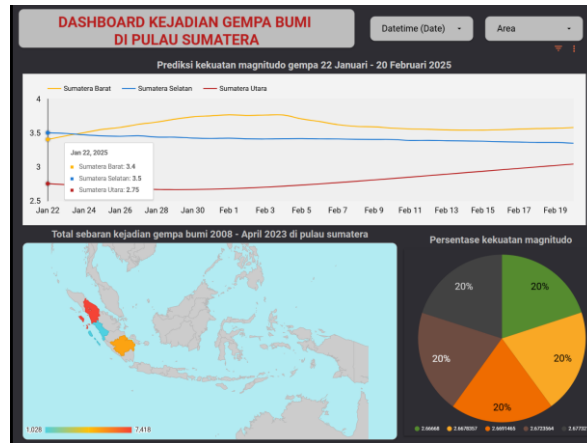 DASHBOARD KEJADIAN GEMPA BUMI
DI PULAU SUMATERA
Datetime (Date)
Area
Prediksi kekuatan magnitudo gempa 22 Januari - 20 Februari 2025
Sumatera Barat
Sumatera Selatan
Sumatera Utara
4
3.5
3
2.5
Jan 22, 2025
Sumatera Barat: 3.4
Sumatera Selatan: 3.5
Sumatera Utara: 2.75
Jan 22 Jan 24 Jan 26 Jan 28 Jan 30 Feb 1 Feb 3 Feb 5 Feb 7 Feb 9 Feb 11 Feb 13 Feb 15 Feb 17 Feb 19
Total sebaran kejadian gempa bumi 2008 - April 2023 di pulau sumatera
1.028
7.418
Persentase kekuatan magnitudo
20%
20%
20%
20%
20%
2.66668